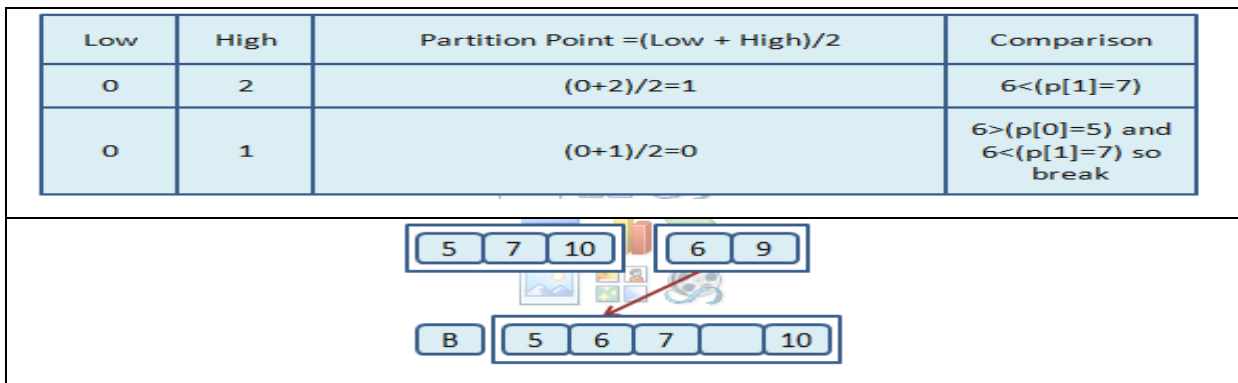 Low High Partition Point =(Low + High)/2 Comparison
0 2 (0+2)/2=1 6<(p[1]=7)
0 1 (0+1)/2=0 6>(p[0]=5) and
6<(p[1]=7) so
break
5 7 10 6 9
B 5 6 7 10